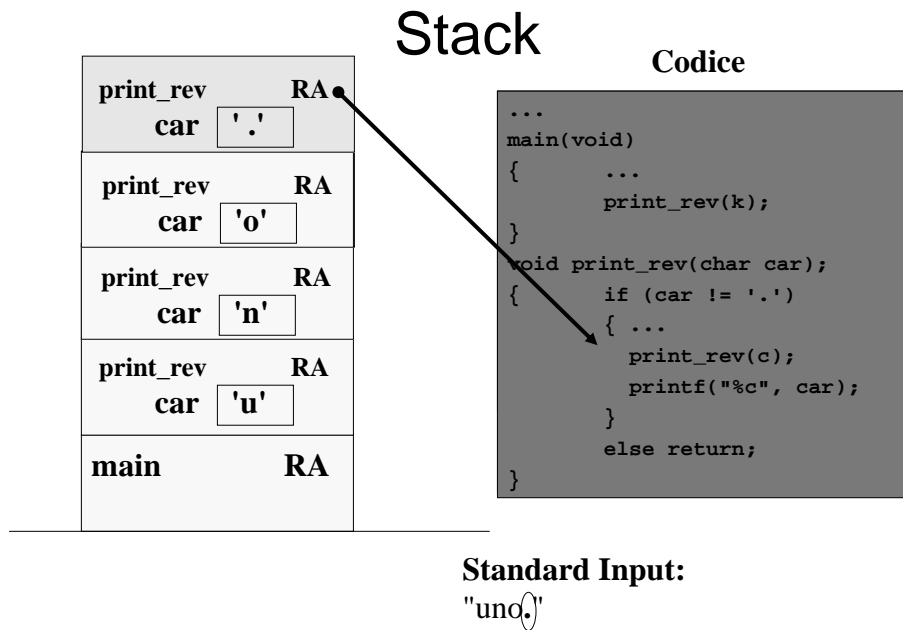 Stack
print_rev RA
car '.'
print_rev RA
car 'o'
print_rev RA
car 'n'
print_rev RA
car 'u'
main RA
Codice
...
main(void)
{ ...
print_rev(k);
}
void print_rev(char car);
{ if (car != '.')
{ ...
print_rev(c);
printf("%c", car);
}
else return;
}
Standard Input:
"uno."